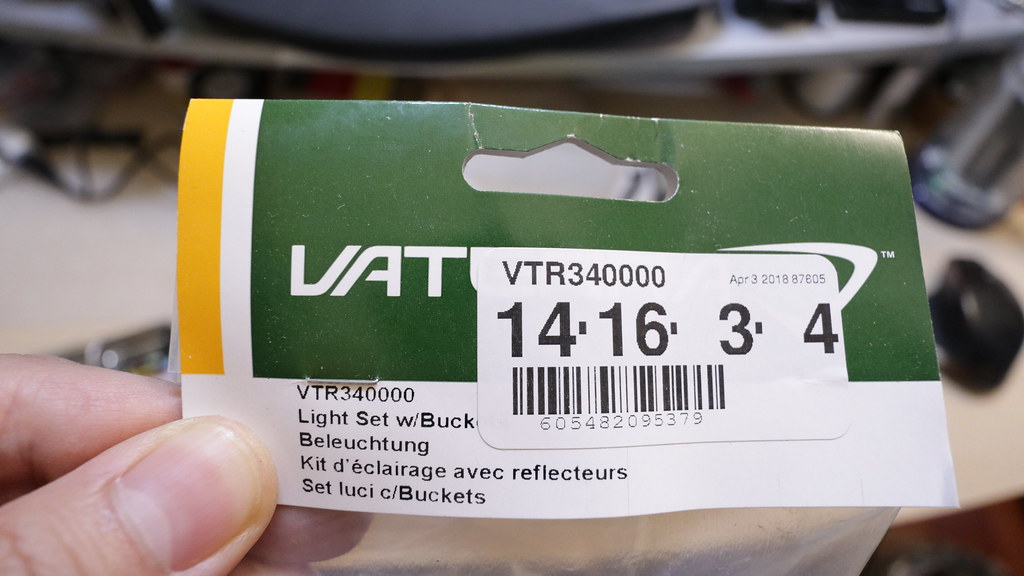 VAT
™
VTR340000
Apr 3 2018 87605
14· 16· 3· 4
605482095379
VTR340000
Light Set w/Buck
Beleuchtung
Kit d'éclairage avec reflecteurs
Set luci c/Buckets